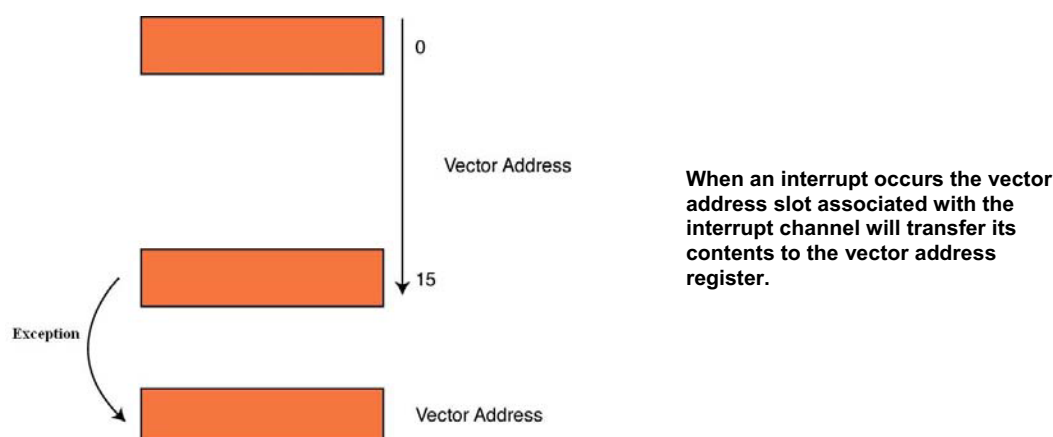 0
Vector Address
When an interrupt occurs the vector
address slot associated with the
interrupt channel will transfer its
contents to the vector address
register.
15
Exception
Vector Address